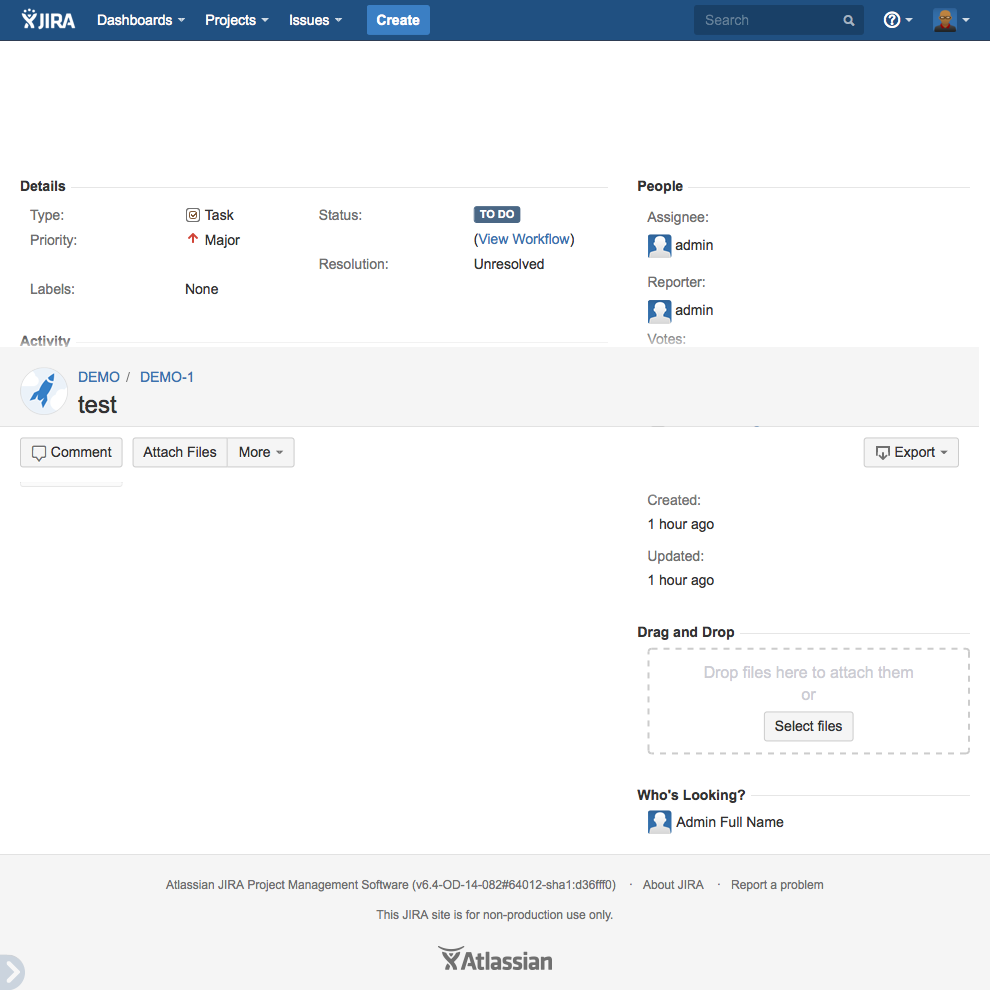 JIRA Dashboards Projects Issues Create Search
Details
Type: Task
Priority: Major
Labels: None
Status: TO DO
(View Workflow)
Resolution: Unresolved
People
Assignee:
admin
Reporter:
admin
Votes:
Activity
DEMO / DEMO-1
test
Comment Attach Files More Export
Created:
1 hour ago
Updated:
1 hour ago
Drag and Drop
Drop files here to attach them
or
Select files
Who's Looking?
Admin Full Name
Atlassian JIRA Project Management Software (v6.4-OD-14-082#64012-sha1:d36fff0) · About JIRA · Report a problem
This JIRA site is for non-production use only.
Atlassian